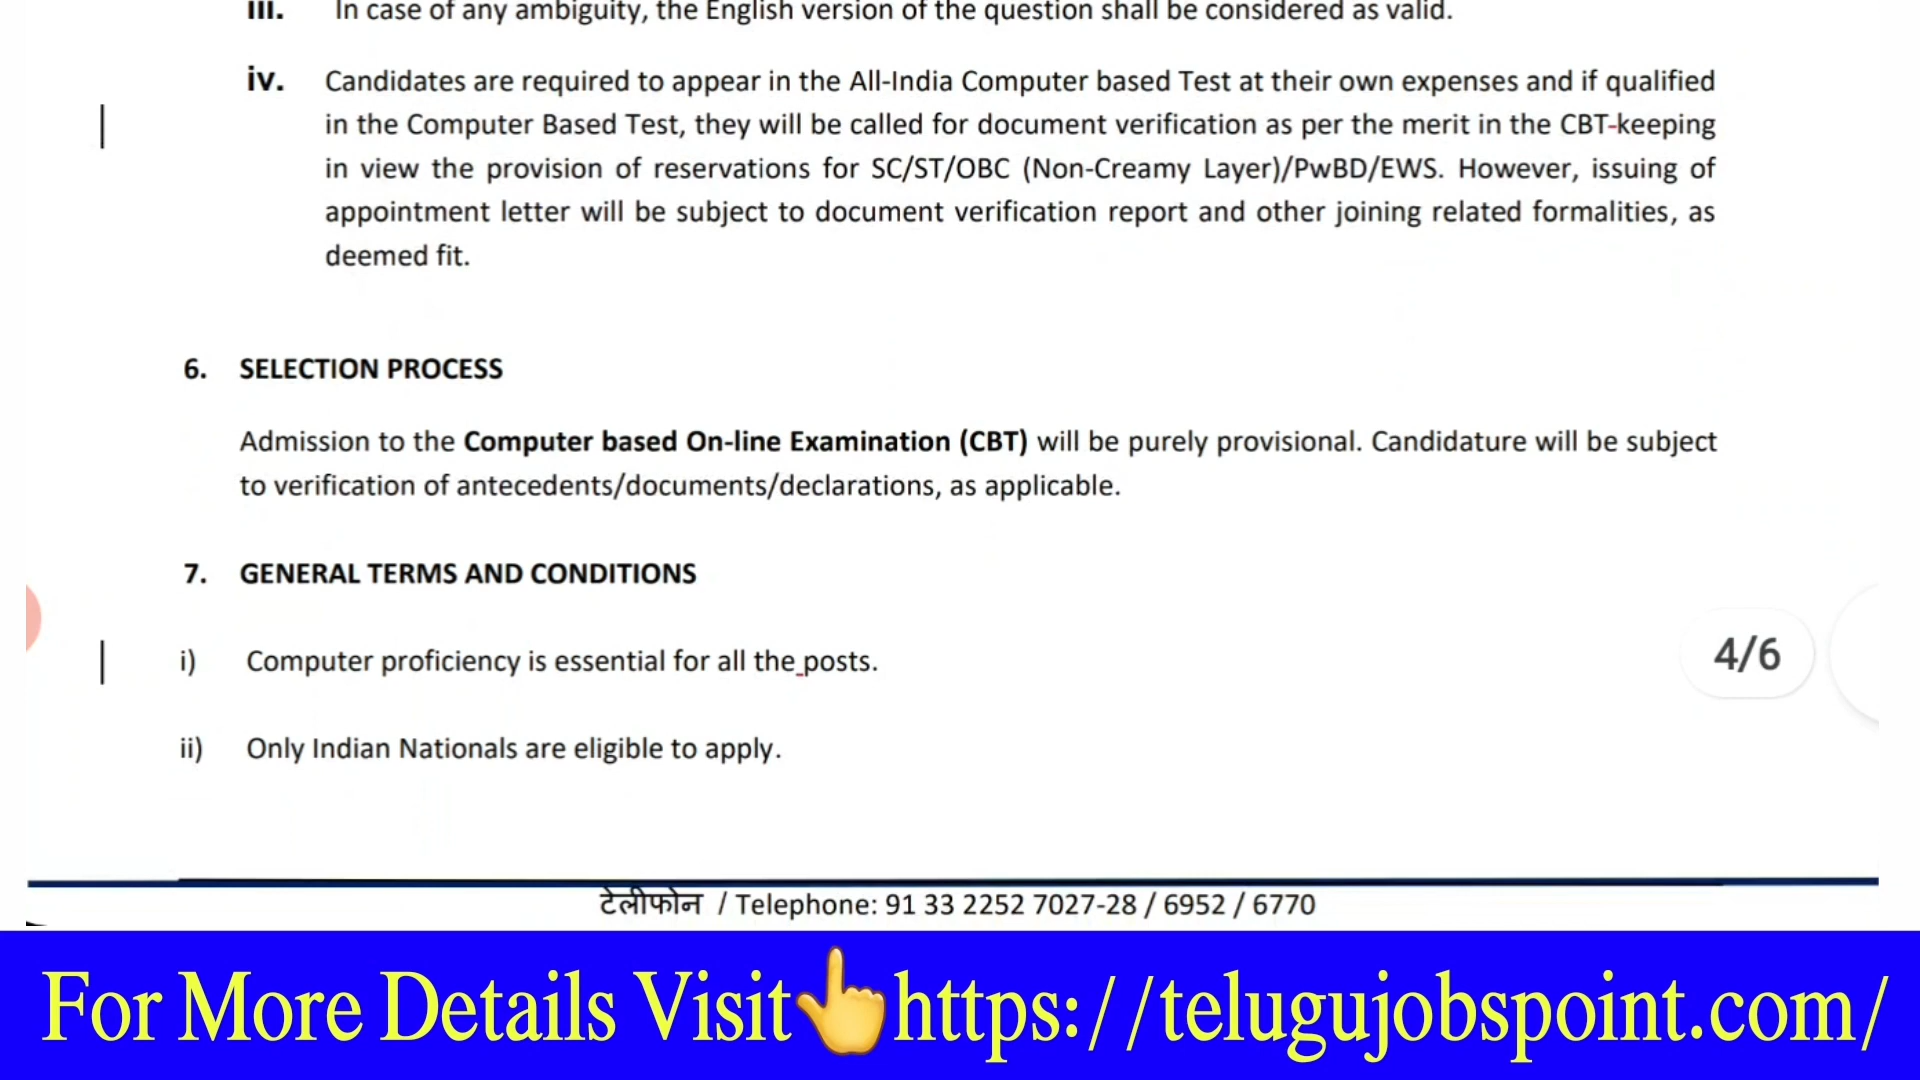 iii. In case of any ambiguity, the English version of the question shall be considered as valid.
iv. Candidates are required to appear in the All-India Computer based Test at their own expenses and if qualified
in the Computer Based Test, they will be called for document verification as per the merit in the CBT-keeping
in view the provision of reservations for SC/ST/OBC (Non-Creamy Layer)/PwBD/EWS. However, issuing of
appointment letter will be subject to document verification report and other joining related formalities, as
deemed fit.
6. SELECTION PROCESS
Admission to the Computer based On-line Examination (CBT) will be purely provisional. Candidature will be subject
to verification of antecedents/documents/declarations, as applicable.
7. GENERAL TERMS AND CONDITIONS
i) Computer proficiency is essential for all the posts.
4/6
ii) Only Indian Nationals are eligible to apply.
टेलीफोन / Telephone: 91 33 2252 7027-28 / 6952 / 6770
For More Details Visit👆https://telugujobspoint.com/